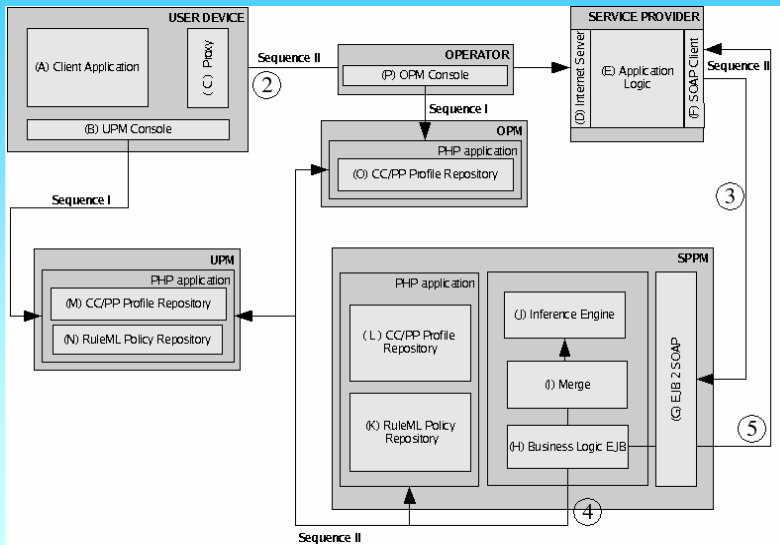 USER DEVICE
(A) Client Application
( C ) Proxy
(B) UPM Console
Sequence II
2
OPERATOR
(P) OPM Console
SERVICE PROVIDER
(D) Internet Server
(E) Application
Logic
(F) SOAP Client
Sequence II
Sequence I
OPM
PHP application
(O) CC/PP Profile Repository
3
Sequence I
UPM
PHP application
(M) CC/PP Profile Repository
(N) RuleML Policy Repository
SPPM
PHP application
( L ) CC/PP Profile
Repository
(K) RuleML Policy
Repository
(J) Inference Engine
(I) Merge
(H) Business Logic EJB
(G) EJB 2 SOAP
5
4
Sequence II